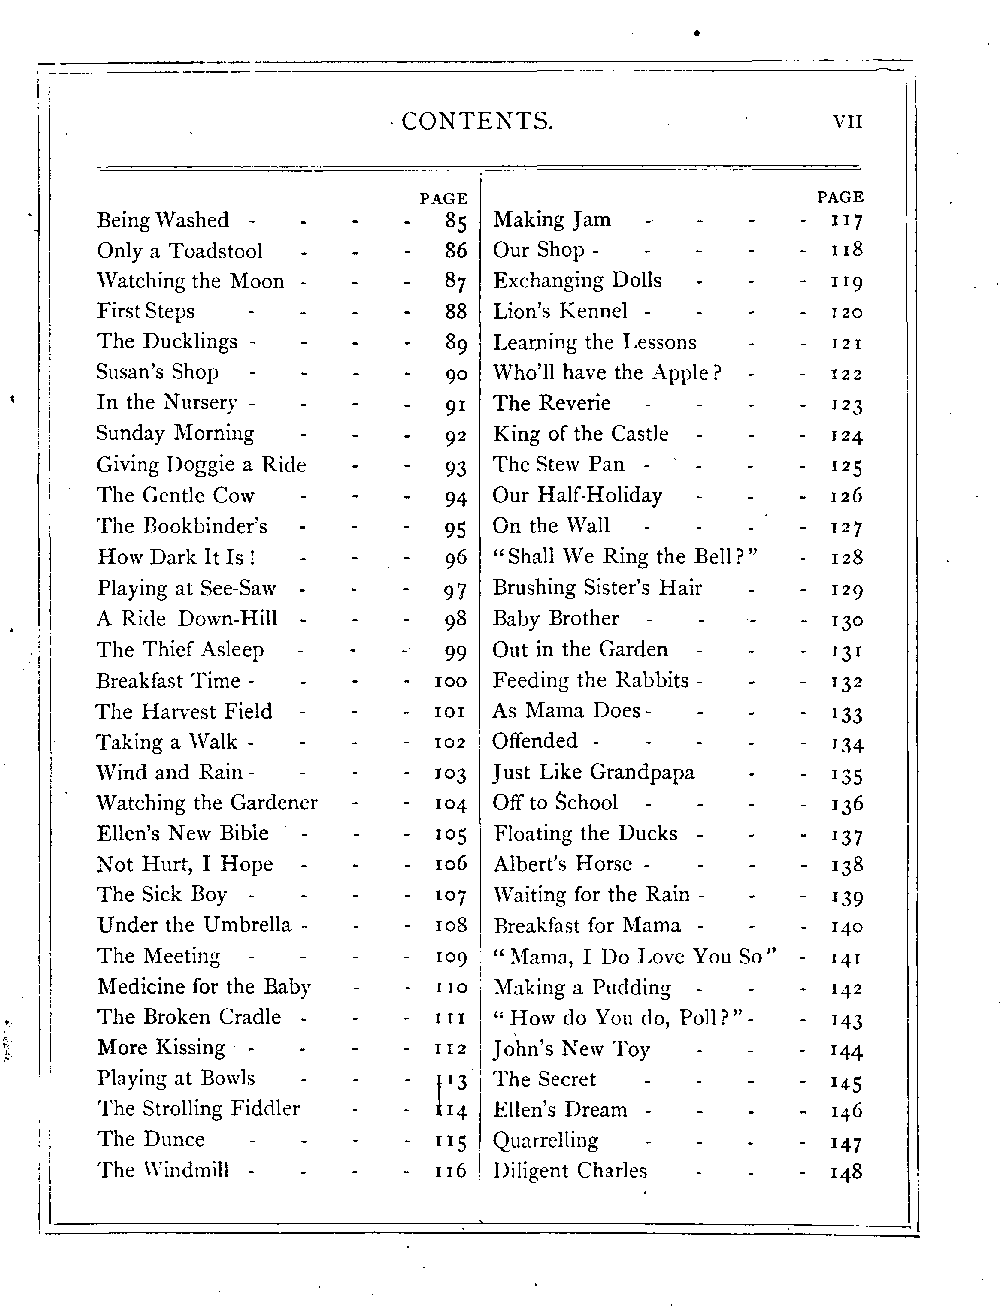 CONTENTS. VII
PAGE
Being Washed - - - - 85
Only a Toadstool - - - 86
Watching the Moon - - - 87
First Steps - - - - 88
The Ducklings - - - - 89
Susan's Shop - - - - 90
In the Nursery - - - - 91
Sunday Morning - - - 92
Giving Doggie a Ride - - 93
The Gentle Cow - - - 94
The Bookbinder's - - - 95
How Dark It Is! - - - 96
Playing at See-Saw - - - 97
A Ride Down-Hill - - - 98
The Thief Asleep - - - 99
Breakfast Time - - - - 100
The Harvest Field - - - 101
Taking a Walk - - - - 102
Wind and Rain - - - - 103
Watching the Gardener - - 104
Ellen's New Bible - - - 105
Not Hurt, I Hope - - - 106
The Sick Boy - - - - 107
Under the Umbrella - - - 108
The Meeting - - - - 109
Medicine for the Baby - - 110
The Broken Cradle - - - 111
More Kissing - - - - 112
Playing at Bowls - - - 113
The Strolling Fiddler - - 114
The Dunce - - - - 115
The Windmill - - - - 116
PAGE
Making Jam - - - - 117
Our Shop - - - - - 118
Exchanging Dolls - - - 119
Lion's Kennel - - - - 120
Learning the Lessons - - 121
Who'll have the Apple? - - 122
The Reverie - - - - 123
King of the Castle - - - 124
The Stew Pan - - - - 125
Our Half-Holiday - - - 126
On the Wall - - - - 127
"Shall We Ring the Bell?" - 128
Brushing Sister's Hair - - 129
Baby Brother - - - - 130
Out in the Garden - - - 131
Feeding the Rabbits - - - 132
As Mama Does - - - - 133
Offended - - - - - 134
Just Like Grandpapa - - 135
Off to School - - - - 136
Floating the Ducks - - - 137
Albert's Horse - - - - 138
Waiting for the Rain - - - 139
Breakfast for Mama - - - 140
"Mama, I Do Love You So" - 141
Making a Pudding - - - 142
"How do You do, Poll?" - - 143
John's New Toy - - - 144
The Secret - - - - 145
Ellen's Dream - - - - 146
Quarrelling - - - - 147
Diligent Charles - - - 148